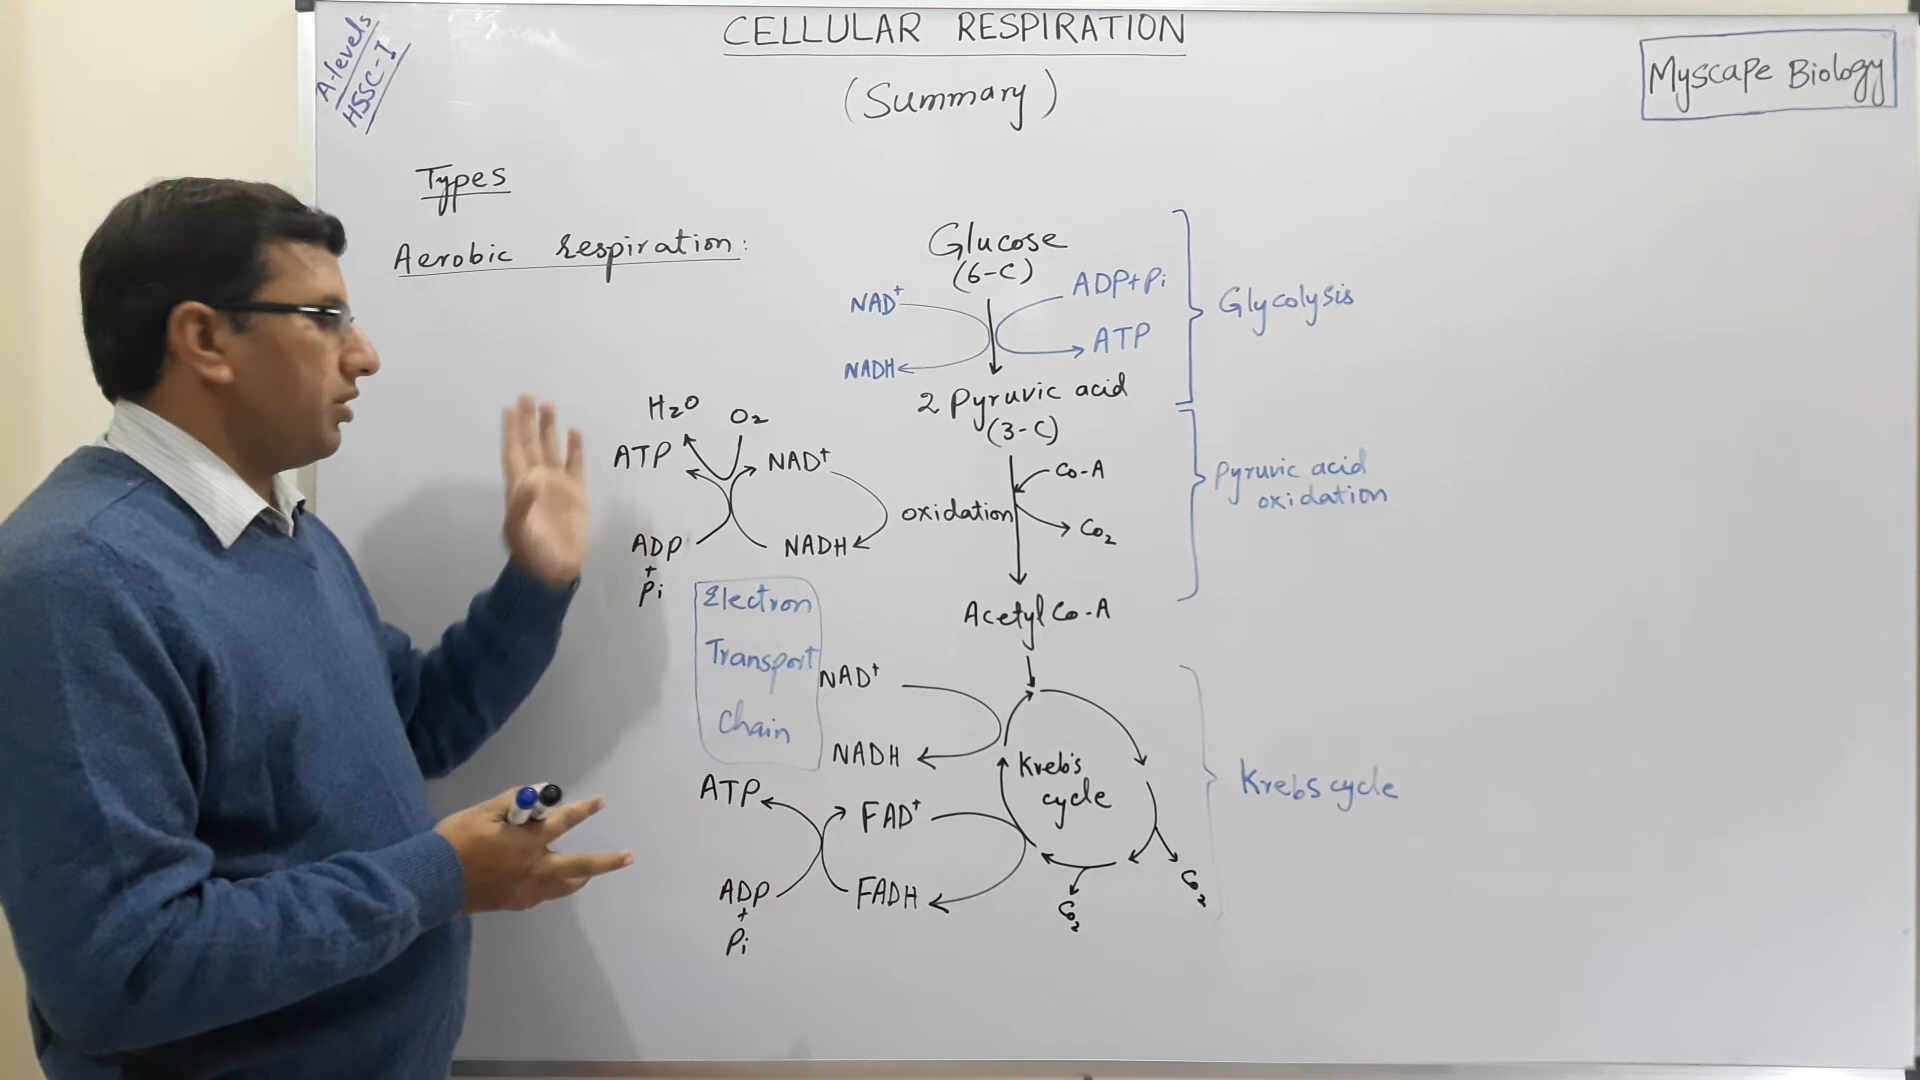 A-levels
HSSC-I
CELLULAR RESPIRATION
(Summary)
Myscape Biology
Types
Aerobic respiration:
Glucose
(6-C)
NAD+
ADP+Pi
NADH
ATP
Glycolysis
2 Pyruvic acid
(3-C)
H2O
O2
ATP
NAD+
ADP
+
Pi
NADH
oxidation
Co-A
Co2
Pyruvic acid
oxidation
Acetyl Co-A
Electron
Transport
Chain
NAD+
NADH
Kreb's
cycle
Krebs cycle
ATP
FAD+
ADP
+
Pi
FADH
Co2
Co2